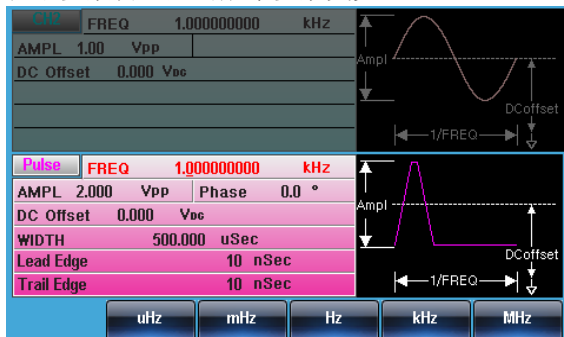 CH2 FREQ 1.000000000 kHz
AMPL 1.00 Vpp
DC Offset 0.000 VDC
Ampl
DCoffset
1/FREQ
Pulse FREQ 1.000000000 kHz
AMPL 2.000 Vpp Phase 0.0 °
DC Offset 0.000 VDC
WIDTH 500.000 uSec
Lead Edge 10 nSec
Trail Edge 10 nSec
Ampl
DCoffset
1/FREQ
uHz mHz Hz kHz MHz